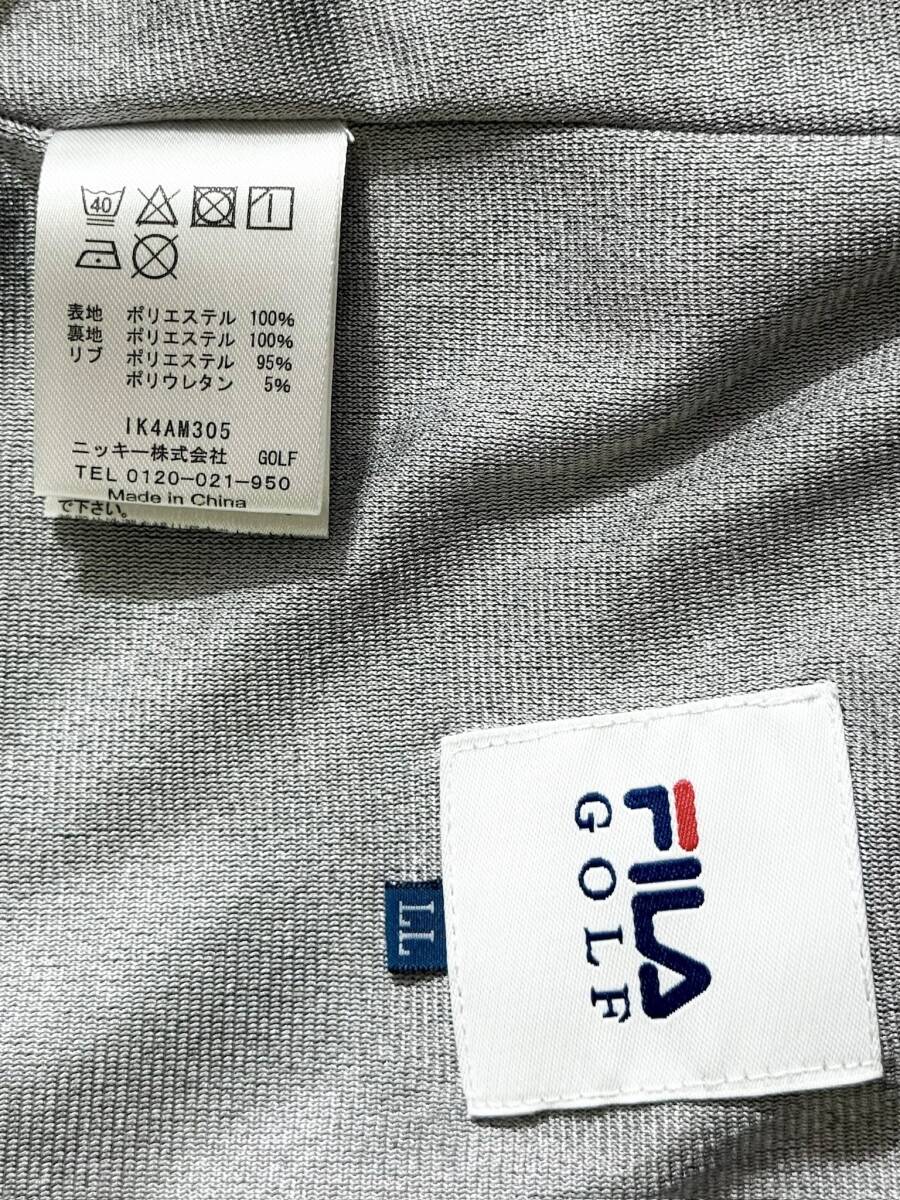 40
表地 ポリエステル 100%
裏地 ポリエステル 100%
リブ ポリエステル 95%
ポリウレタン 5%
IK4AM305
ニッキー株式会社 GOLF
TEL 0120-021-950
Made in China
で下さい。
FILA
GOLF
LL